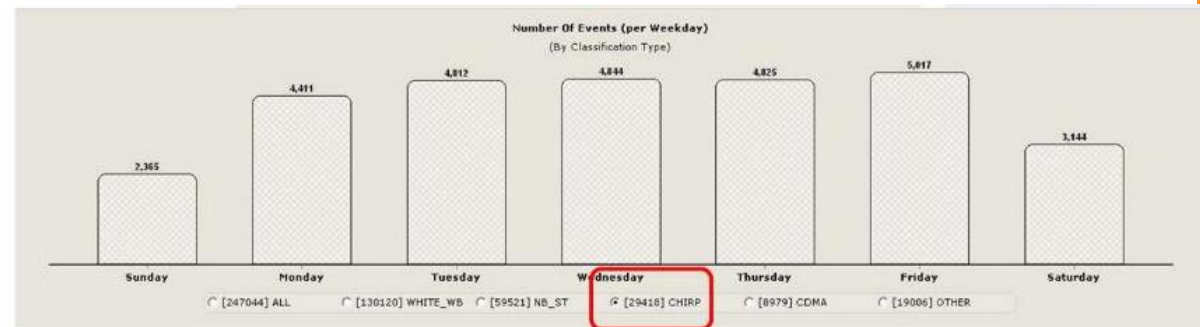 Number Of Events (per Weekday)
(By Classification Type)
2,365
4,411
4,812
4,844
4,825
5,017
3,144
Sunday Monday Tuesday Wednesday Thursday Friday Saturday
[247044] ALL [130120] WHITE_WB [59521] NB_ST [29418] CHIRP [8979] CDMA [19006] OTHER